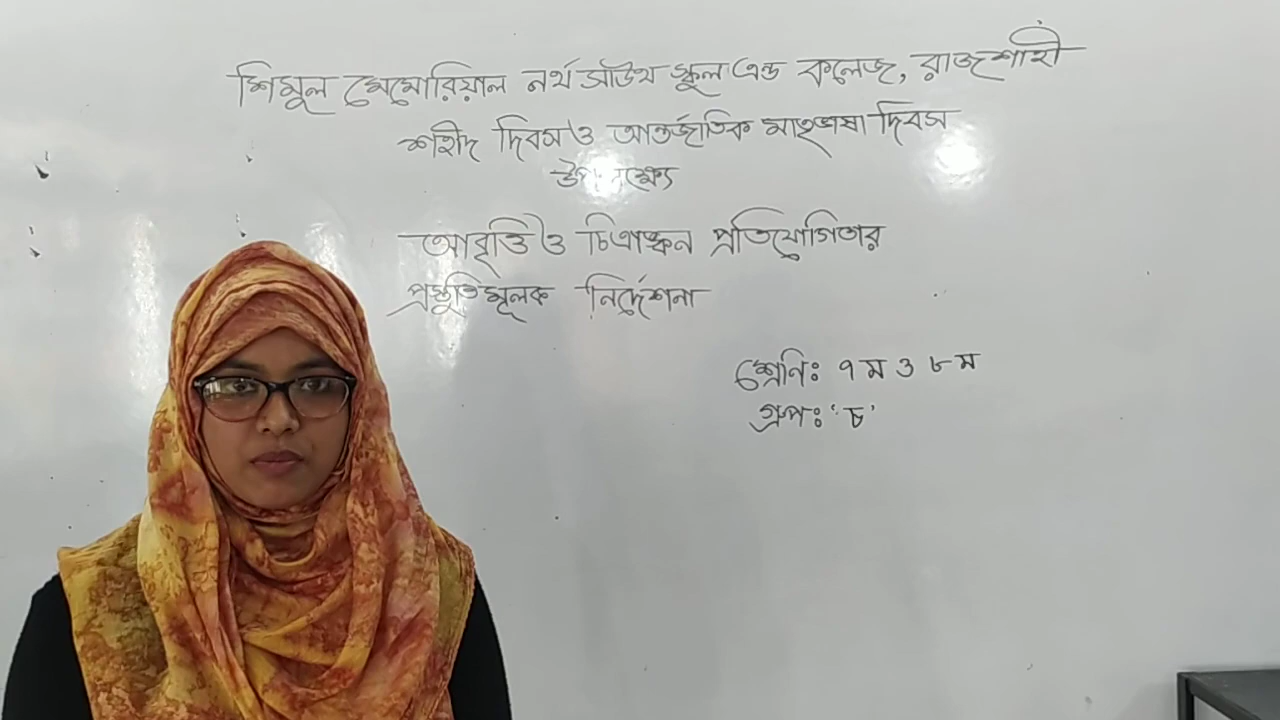 শিমুল মেমোরিয়াল নর্থ সাউথ স্কুল এন্ড কলেজ, রাজশাহী
শহীদ দিবস ও আন্তর্জাতিক মাতৃভাষা দিবস
উপলক্ষ্যে
আবৃত্তি ও চিত্রাঙ্কন প্রতিযোগিতার
প্রস্তুতিমূলক নির্দেশনা
শ্রেনিঃ ৭ম ও ৮ম
গ্রুপঃ 'চ'